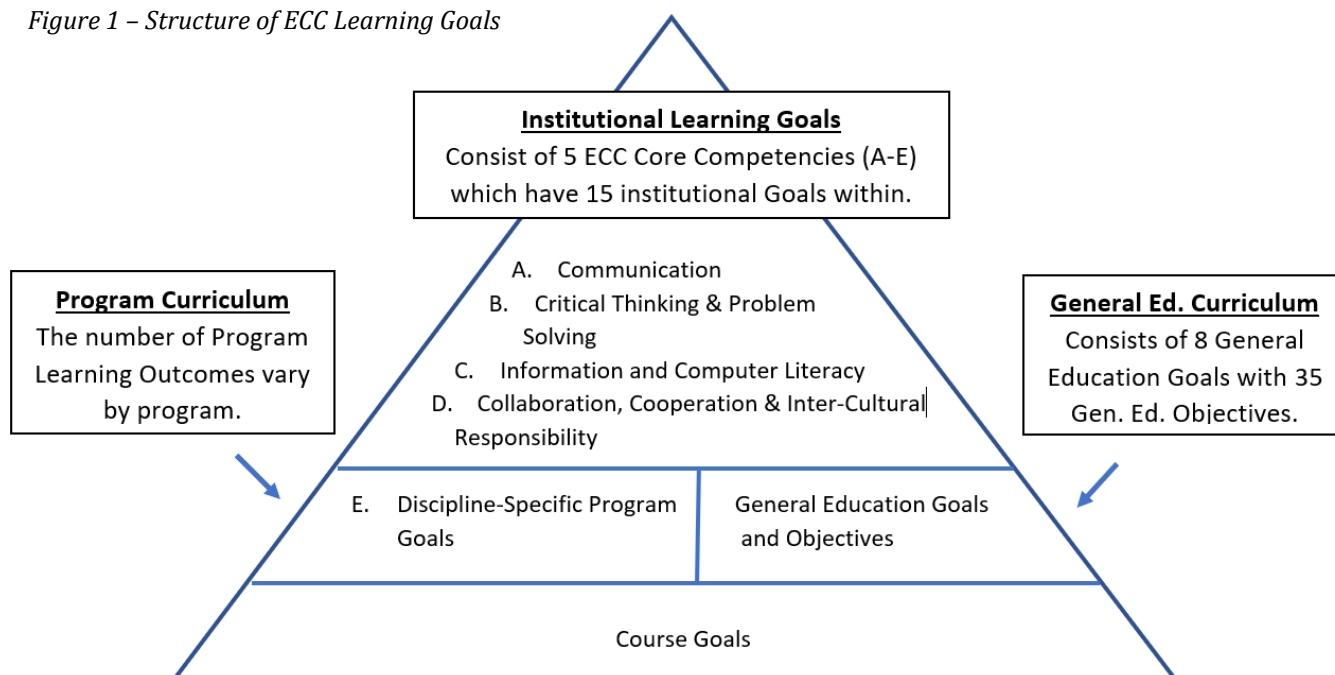 Figure 1 – Structure of ECC Learning Goals
Institutional Learning Goals
Consist of 5 ECC Core Competencies (A-E)
which have 15 institutional Goals within.
Program Curriculum
The number of Program
Learning Outcomes vary
by program.
A. Communication
B. Critical Thinking & Problem
Solving
C. Information and Computer Literacy
D. Collaboration, Cooperation & Inter-Cultural
Responsibility
General Ed. Curriculum
Consists of 8 General
Education Goals with 35
Gen. Ed. Objectives.
E. Discipline-Specific Program
Goals
General Education Goals
and Objectives
Course Goals